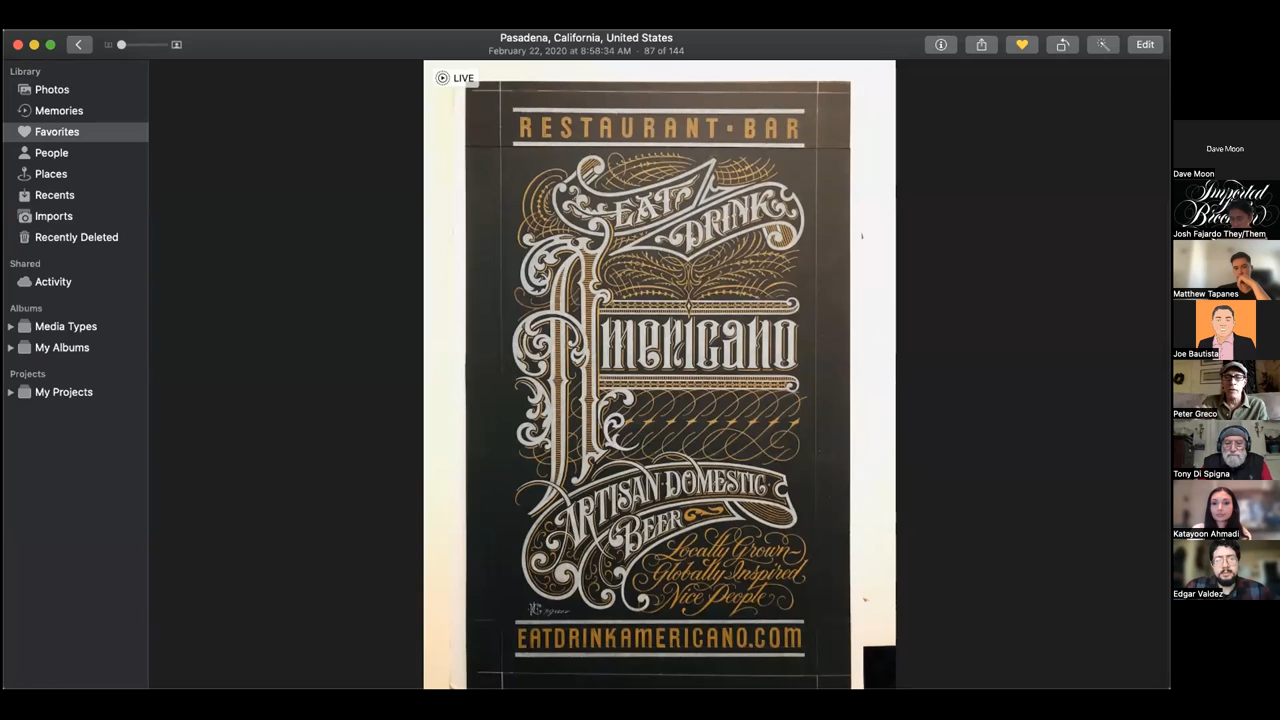 Pasadena, California, United States
February 22, 2020 at 8:58:34 AM · 87 of 144
Edit
Library
Photos
Memories
Favorites
People
Places
Recents
Imports
Recently Deleted
Shared
Activity
Albums
Media Types
My Albums
Projects
My Projects
LIVE
RESTAURANT·BAR
EAT
DRINK
Americano
ARTISAN·DOMESTIC
BEER
Locally Grown-
Globally Inspired
Nice People
EATDRINKAMERICANO.COM
Dave Moon
Dave Moon
Imported
Josh Fajardo They/Them
Matthew Tapanes
Joe Bautista
Peter Greco
Tony Di Spigna
Katayoon Ahmadi
Edgar Valdez